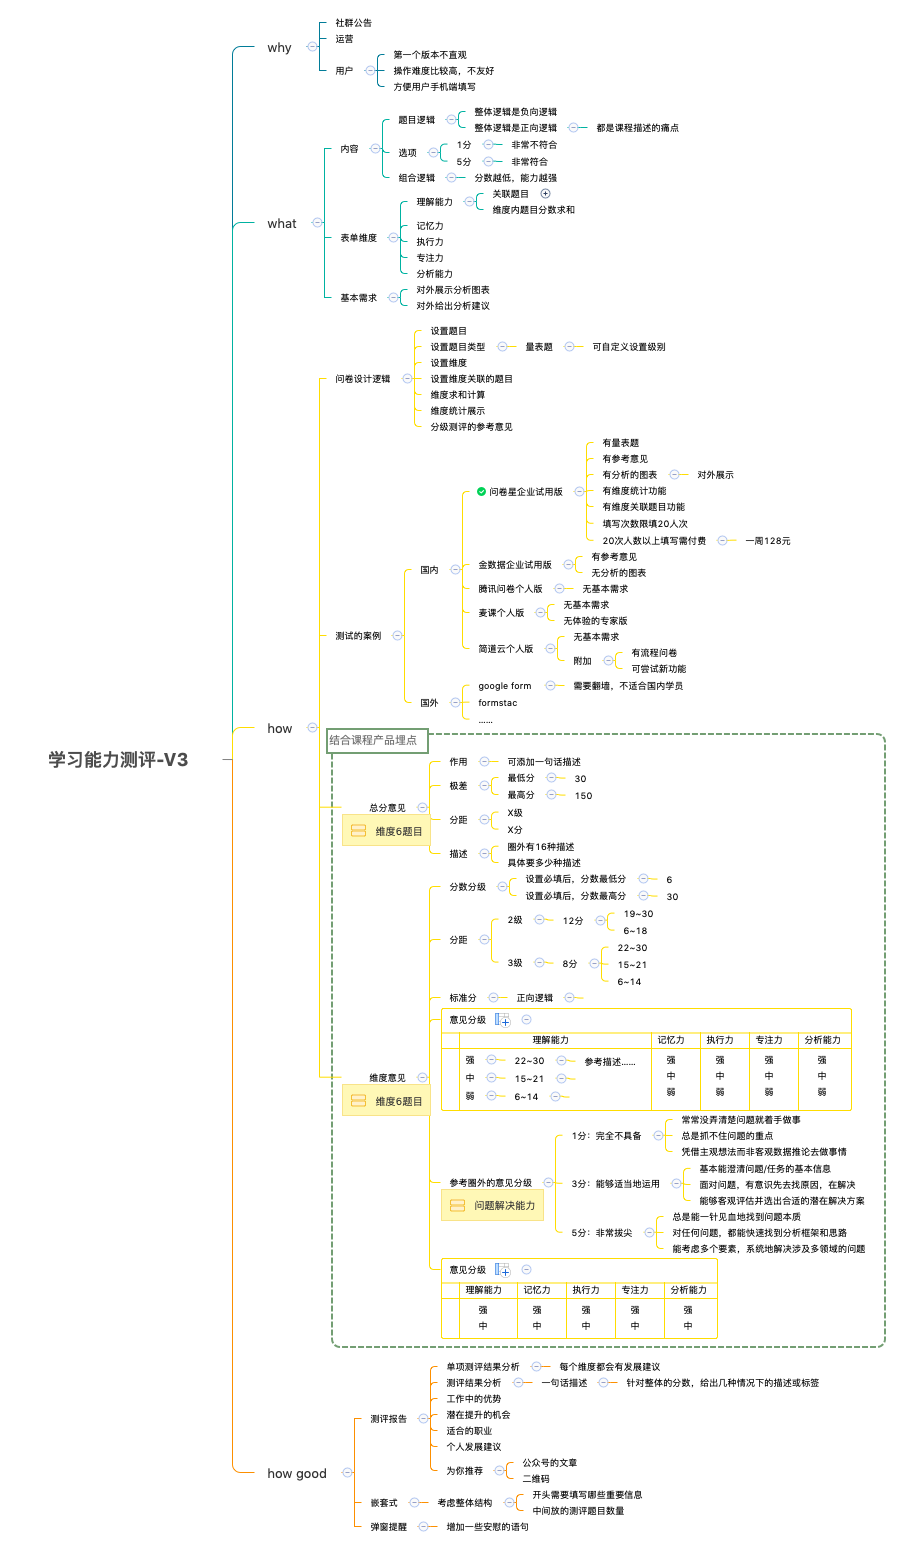 学习能力测评-V3
why
社群公告
运营
用户
第一个版本不直观
操作难度比较高，不友好
方便用户手机端填写
what
内容
题目逻辑
整体逻辑是负向逻辑
整体逻辑是正向逻辑
都是课程描述的痛点
选项
1分
非常不符合
5分
非常符合
组合逻辑
分数越低，能力越强
表单维度
理解能力
关联题目
维度内题目分数求和
记忆力
执行力
专注力
分析能力
基本需求
对外展示分析图表
对外给出分析建议
how
问卷设计逻辑
设置题目
设置题目类型
量表题
可自定义设置级别
设置维度
设置维度关联的题目
维度求和计算
维度统计展示
分级测评的参考意见
测试的案例
国内
问卷星企业试用版
有量表题
有参考意见
有分析的图表
对外展示
有维度统计功能
有维度关联题目功能
填写次数限填20人次
20次人数以上填写需付费
一周128元
金数据企业试用版
有参考意见
无分析的图表
腾讯问卷个人版
无基本需求
麦课个人版
无基本需求
无体验的专家版
简道云个人版
无基本需求
附加
有流程问卷
可尝试新功能
国外
google form
需要翻墙，不适合国内学员
formstac
......
结合课程产品埋点
总分意见
维度6题目
作用
可添加一句话描述
极差
最低分
30
最高分
150
分距
X级
X分
描述
圈外有16种描述
具体要多少种描述
维度意见
维度6题目
分数分级
设置必填后，分数最低分
6
设置必填后，分数最高分
30
分距
2级
12分
19~30
6~18
3级
8分
22~30
15~21
6~14
标准分
正向逻辑
意见分级
理解能力 记忆力 执行力 专注力 分析能力
强 22~30 参考描述...... 强 强 强 强
中 15~21 中 中 中 中
弱 6~14 弱 弱 弱 弱
参考圈外的意见分级
问题解决能力
1分：完全不具备
常常没弄清楚问题就着手做事
总是抓不住问题的重点
凭借主观想法而非客观数据推论去做事情
3分：能够适当地运用
基本能澄清问题/任务的基本信息
面对问题，有意识先去找原因，在解决
能够客观评估并选出合适的潜在解决方案
5分：非常拔尖
总是能一针见血地找到问题本质
对任何问题，都能快速找到分析框架和思路
能考虑多个要素，系统地解决涉及多领域的问题
意见分级
理解能力 记忆力 执行力 专注力 分析能力
强 强 强 强 强
中 中 中 中 中
how good
测评报告
单项测评结果分析
每个维度都会有发展建议
测评结果分析
一句话描述
针对整体的分数，给出几种情况下的描述或标签
工作中的优势
潜在提升的机会
适合的职业
个人发展建议
为你推荐
公众号的文章
二维码
嵌套式
考虑整体结构
开头需要填写哪些重要信息
中间放的测评题目数量
弹窗提醒
增加一些安慰的语句